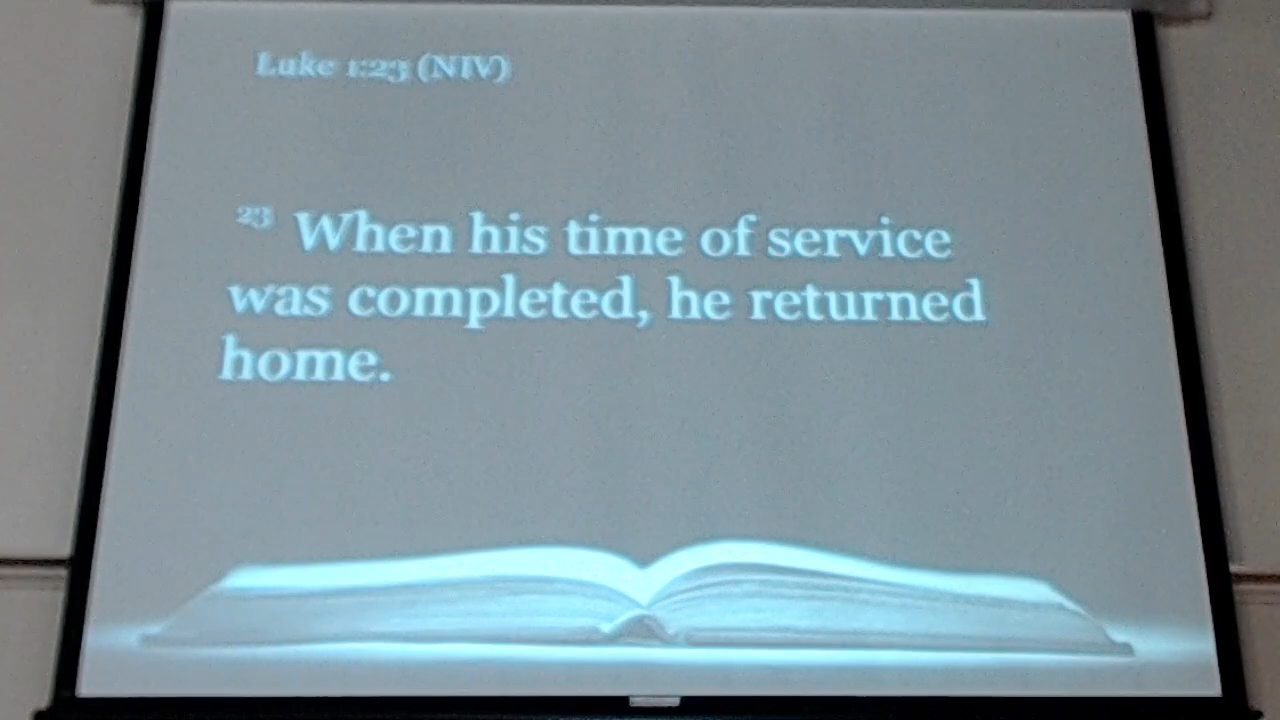 Luke 1:23 (NIV)
23 When his time of service
was completed, he returned
home.